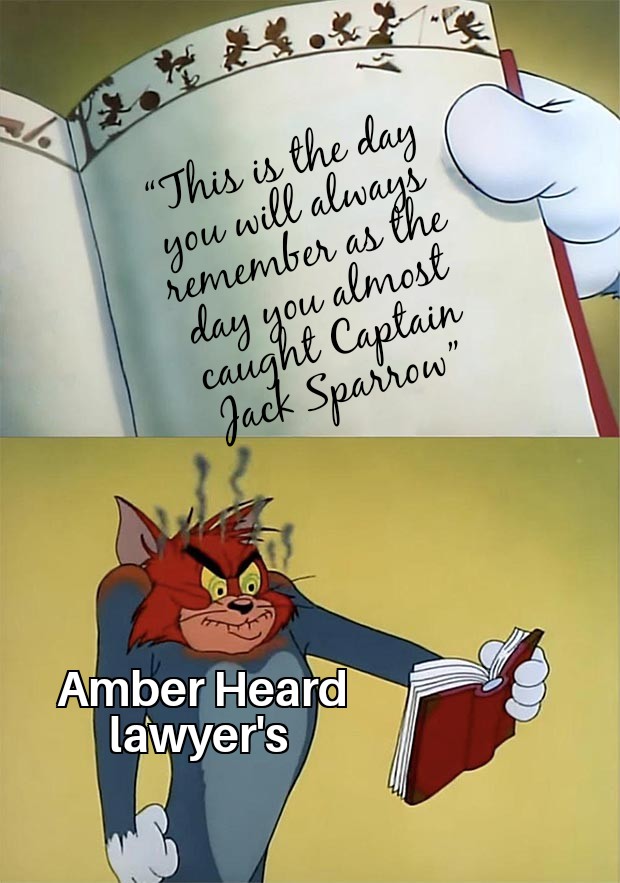 “This is the day
you will always
remember as the
day you almost
caught Captain
Jack Sparrow”
Amber Heard
lawyer's